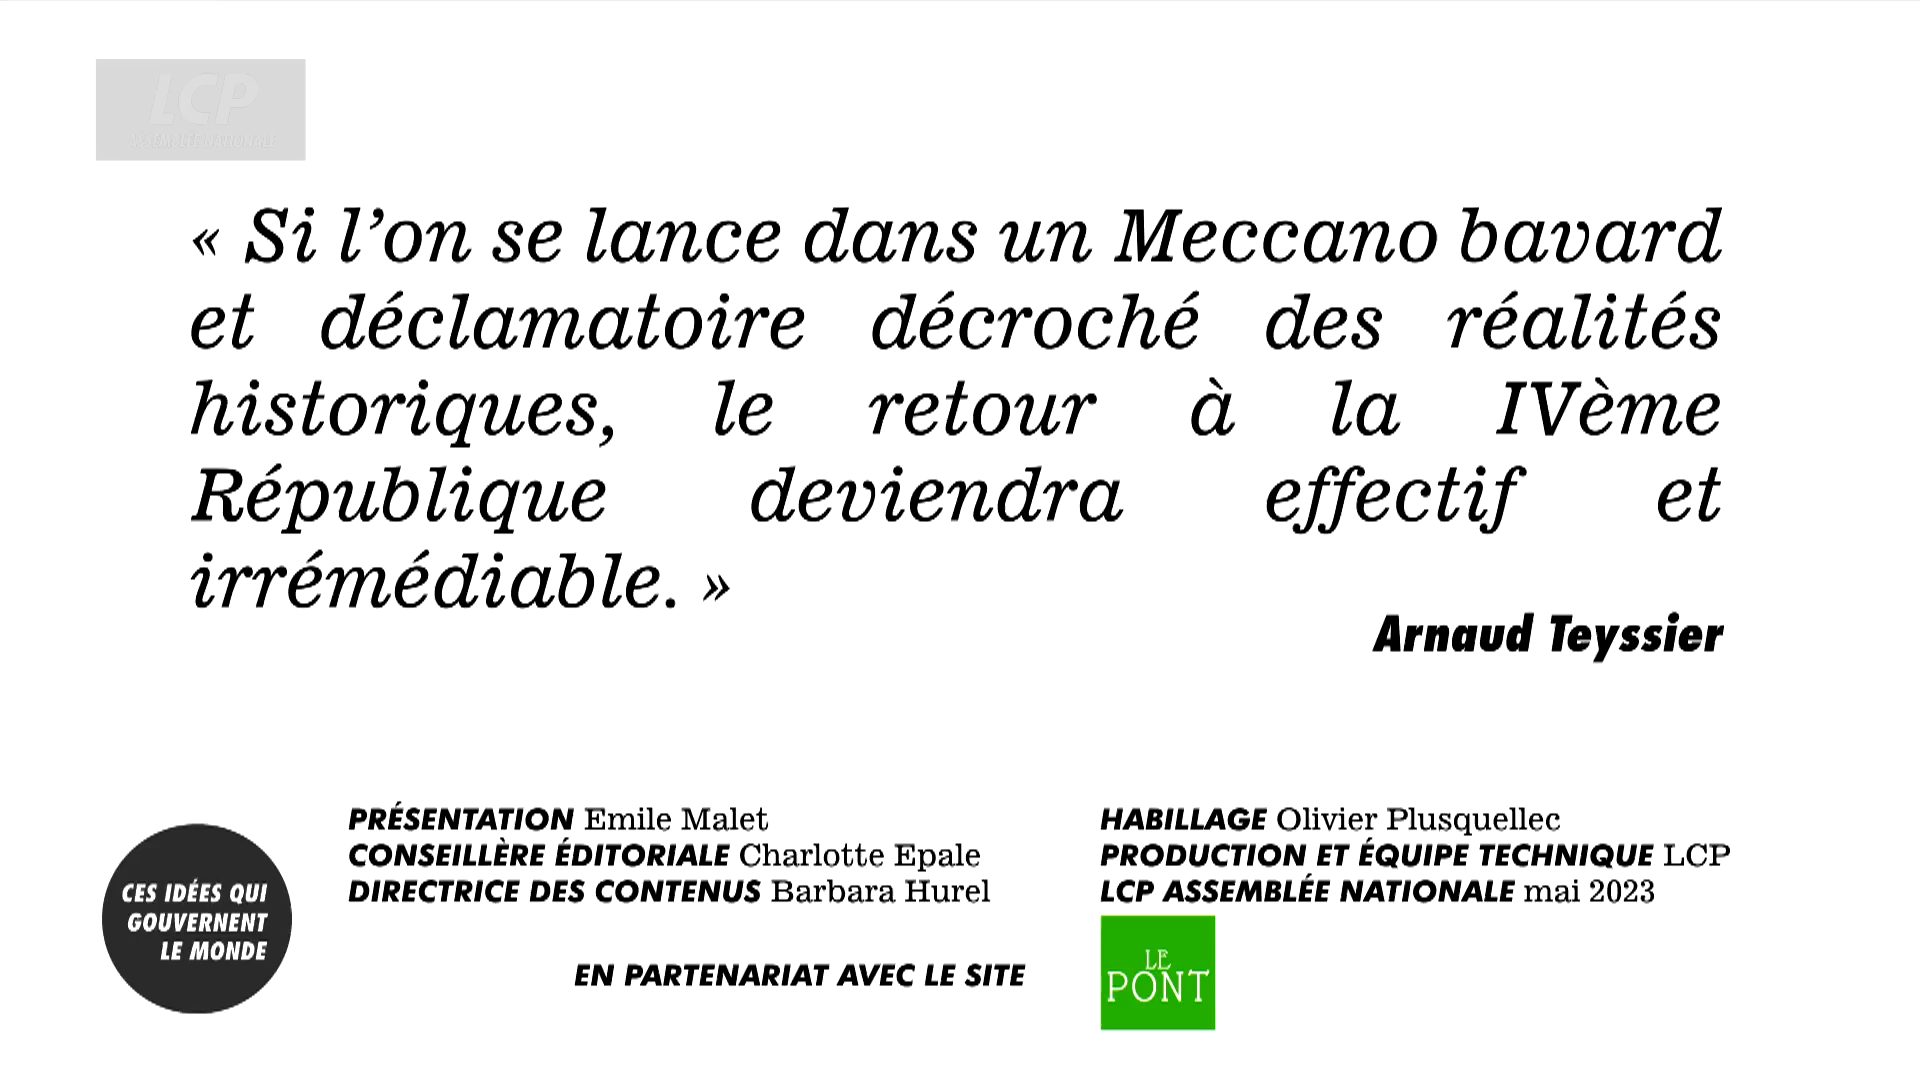 LCP
ASSEMBLÉE NATIONALE
« Si l’on se lance dans un Meccano bavard
et déclamatoire décroché des réalités
historiques, le retour à la IVème
République deviendra effectif et
irrémédiable. »
Arnaud Teyssier
CES IDÉES QUI
GOUVERNENT
LE MONDE
PRÉSENTATION Emile Malet
CONSEILLÈRE ÉDITORIALE Charlotte Epale
DIRECTRICE DES CONTENUS Barbara Hurel
HABILLAGE Olivier Plusquellec
PRODUCTION ET ÉQUIPE TECHNIQUE LCP
LCP ASSEMBLÉE NATIONALE mai 2023
EN PARTENARIAT AVEC LE SITE
LE
PONT